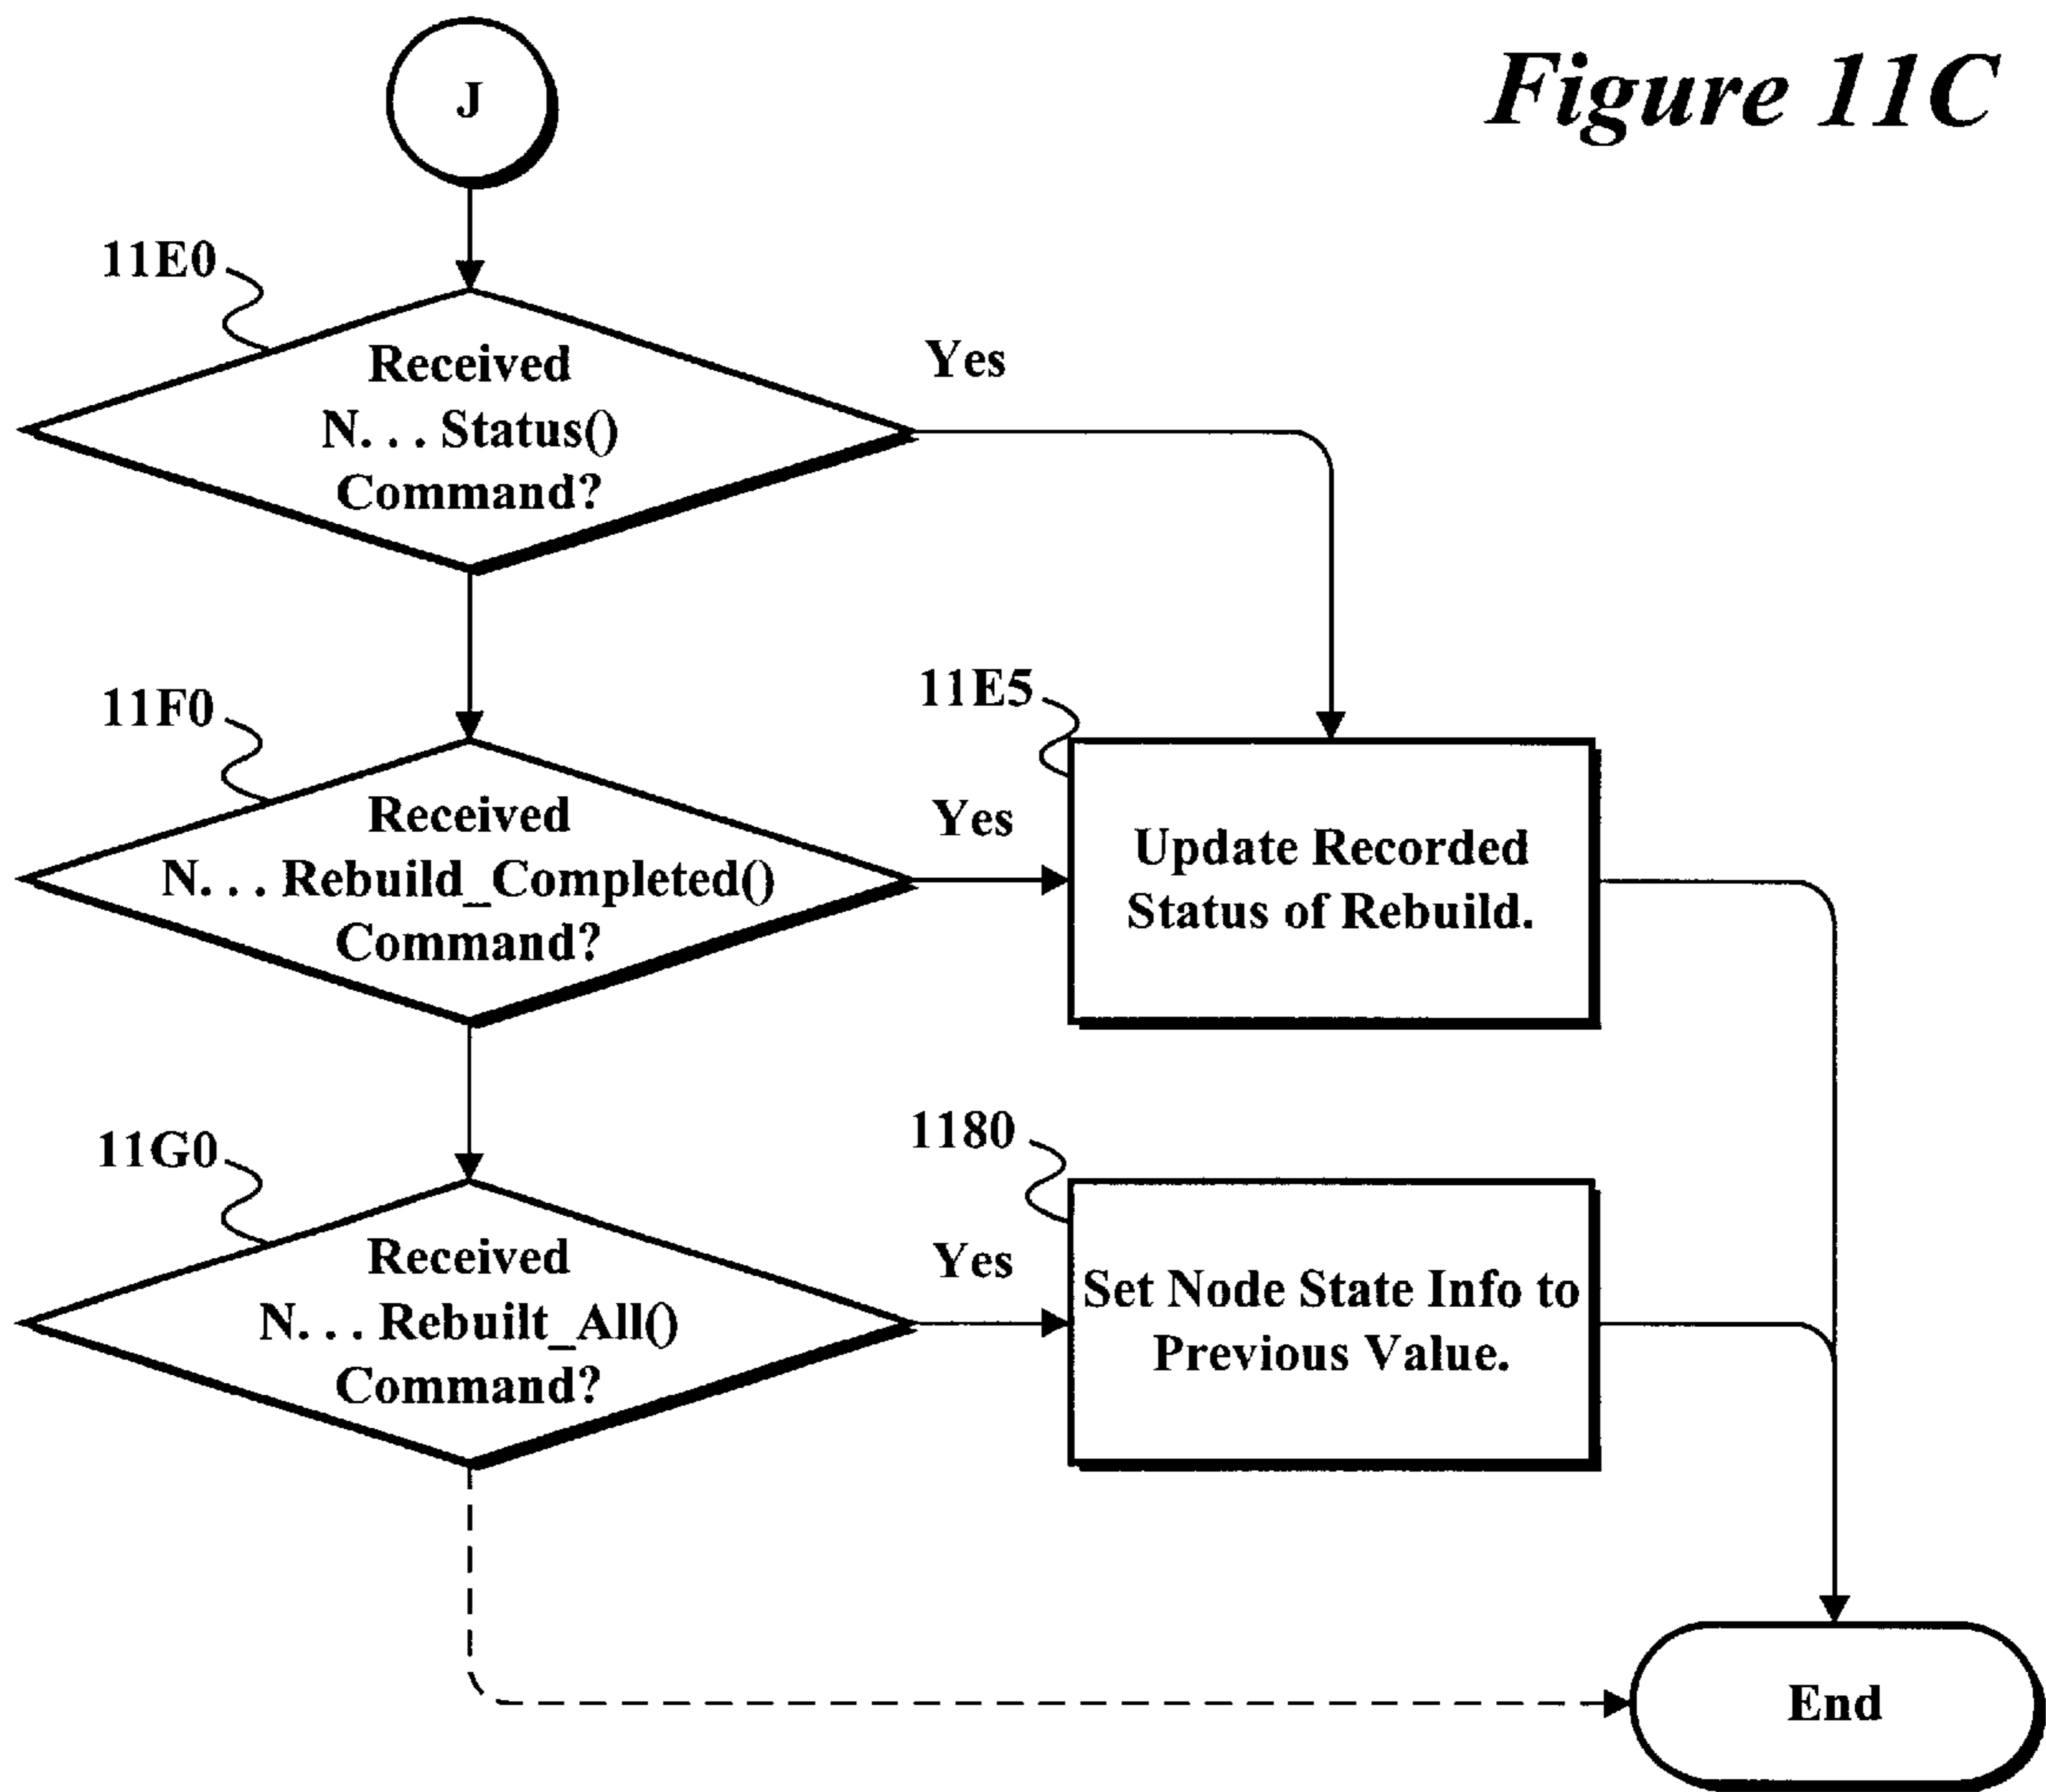 Figure 11C
J
11E0
Received
N. . . Status()
Command?
Yes
11F0
Received
N. . . Rebuild_Completed()
Command?
Yes
11E5
Update Recorded
Status of Rebuild.
11G0
Received
N. . . Rebuilt_All()
Command?
Yes
1180
Set Node State Info to
Previous Value.
End